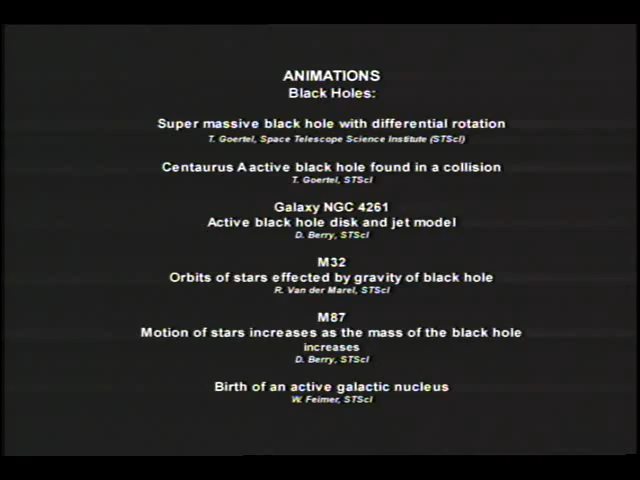 ANIMATIONS
Black Holes:
Super massive black hole with differential rotation
T. Goertel, Space Telescope Science Institute (STScI)
Centaurus A active black hole found in a collision
T. Goertel, STScI
Galaxy NGC 4261
Active black hole disk and jet model
D. Berry, STScI
M32
Orbits of stars effected by gravity of black hole
R. Van der Marel, STScI
M87
Motion of stars increases as the mass of the black hole
increases
D. Berry, STScI
Birth of an active galactic nucleus
W. Feimer, STScI